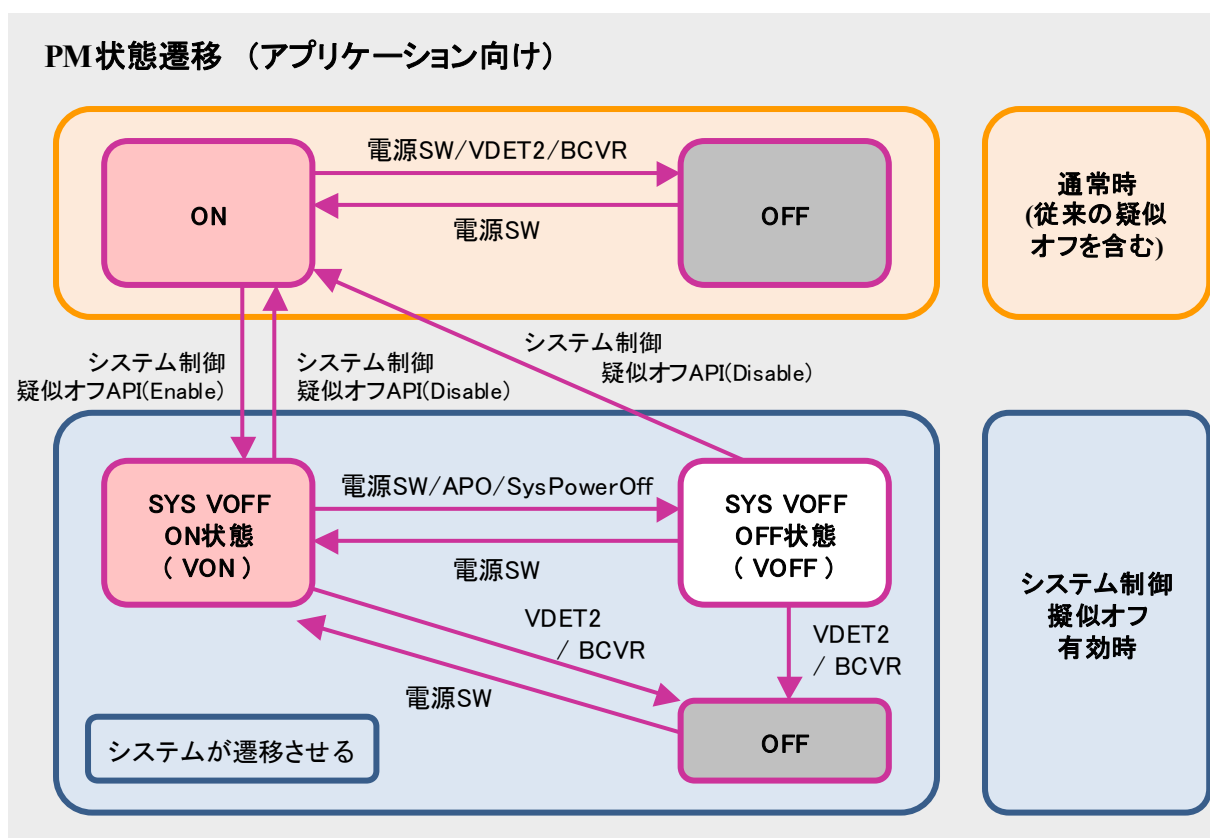 PM状態遷移 （アプリケーション向け）
電源SW/VDET2/BCVR
ON
OFF
電源SW
通常時
(従来の疑似
オフを含む)
システム制御
疑似オフAPI(Enable)
システム制御
疑似オフAPI(Disable)
システム制御
疑似オフAPI(Disable)
SYS VOFF
ON状態
( VON )
電源SW/APO/SysPowerOff
電源SW
SYS VOFF
OFF状態
( VOFF )
VDET2
/ BCVR
VDET2
/ BCVR
電源SW
OFF
システムが遷移させる
システム制御
擬似オフ
有効時